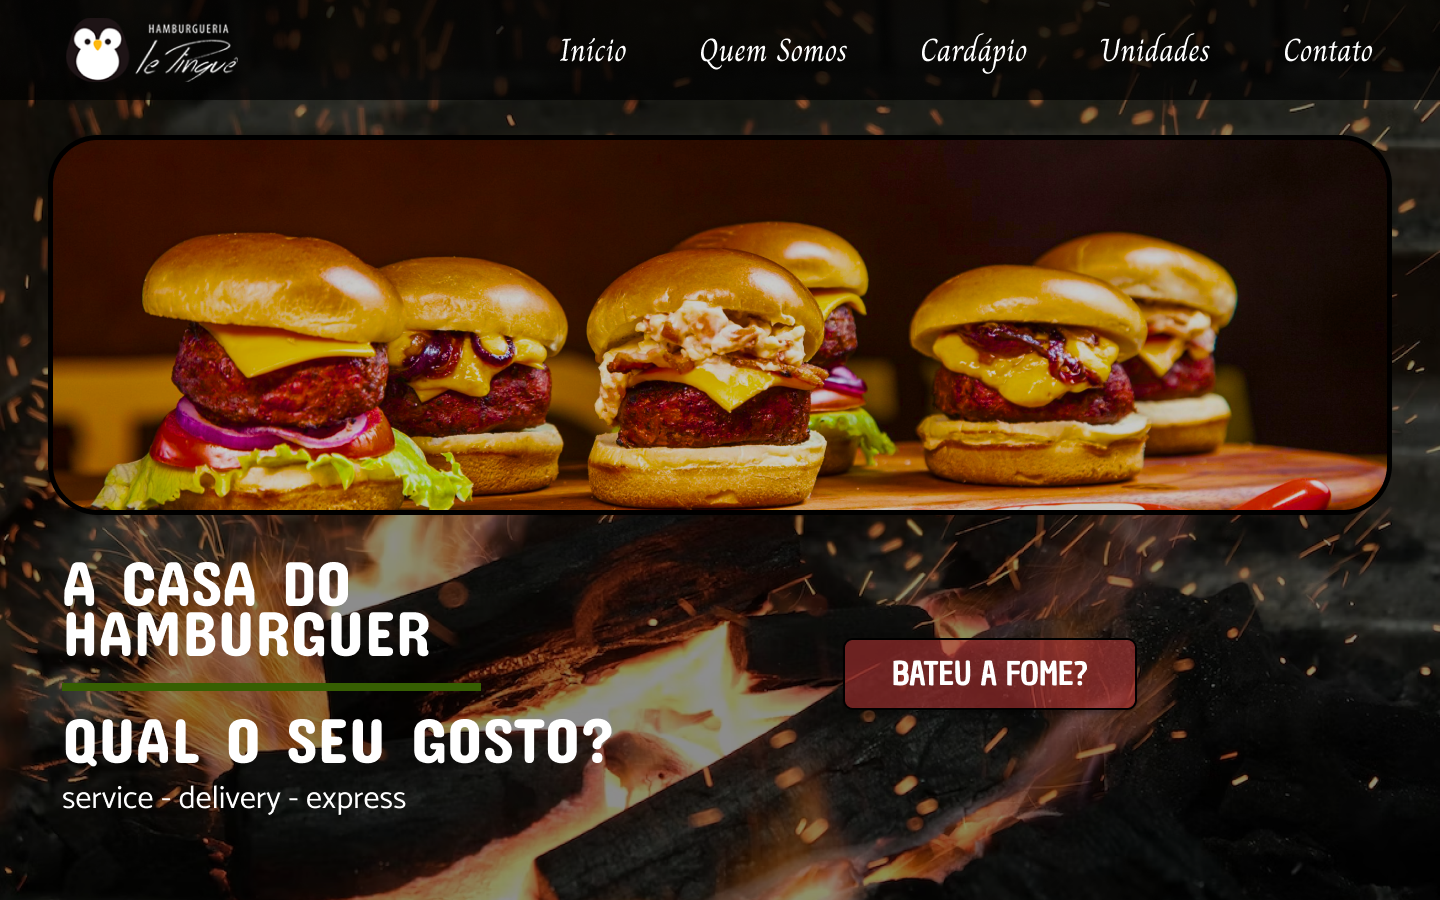 HAMBURGUERIA
le Pinguê
Início
Quem Somos
Cardápio
Unidades
Contato
A CASA DO
HAMBURGUER
QUAL O SEU GOSTO?
service - delivery - express
BATEU A FOME?